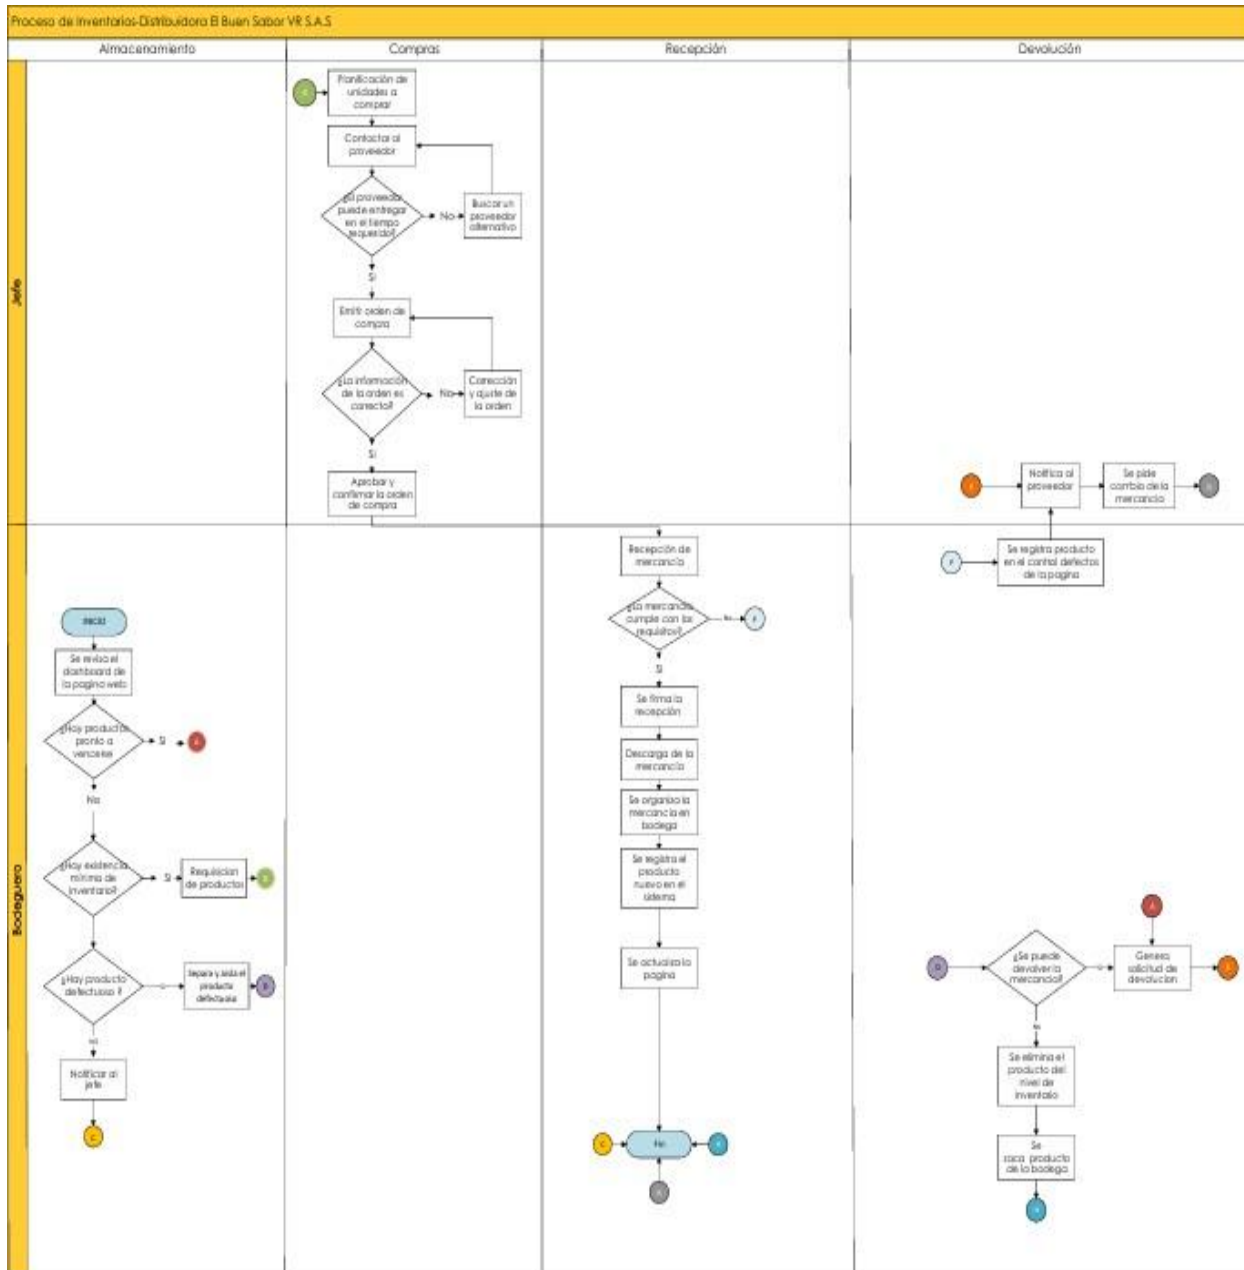 Proceso de Inventarios-Distribuidora El Buen Sabor VR S.A.S
Almacenamiento
Compras
Recepción
Devolución
Jefe
Planificación de
unidades a
comprar
Contactar al
proveedor
¿El proveedor
puede entregar
en el tiempo
requerido?
No
Buscar un
proveedor
alternativo
Si
Emitir orden de
compra
¿La información
de la orden es
correcta?
No
Corrección
y ajuste de
la orden
Si
Aprobar y
confirmar la orden
de compra
Notifica al
proveedor
Se pide
cambio de la
mercancia
Bodeguero
Inicio
Se revisa el
dashboard de
la pagina web
¿Hay productos
pronto a
vencerse
Si
A
No
¿Hay existencia
mínima de
inventario?
Si
Requisicion
de productos
¿Hay producto
defectuoso ?
Separa y aisla el
producto
defectuoso
Notificar al
jefe
C
Recepción de
mercancía
¿La mercancía
cumple con los
requisitos?
No
F
Si
Se firma la
recepción
Descarga de la
mercancía
Se organiza la
mercancía en
bodega
Se registra el
producto
nuevo en el
sistema
Se actualiza la
pagina
C
Fin
F
Se registra producto
en el control defectos
de la pagina
A
¿Se puede
devolver la
mercancia?
Genera
solicitud de
devolucion
No
Se elimina el
producto del
nivel de
inventario
Se
saca producto
de la bodega